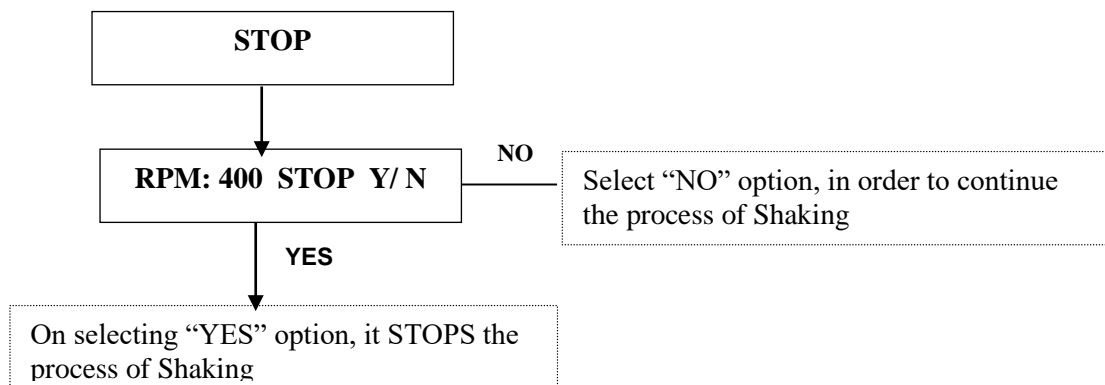 STOP
RPM: 400 STOP Y/ N
NO
Select “NO” option, in order to continue
the process of Shaking
YES
On selecting “YES” option, it STOPS the
process of Shaking